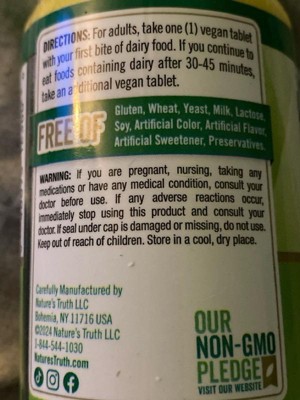 DIRECTIONS: For adults, take one (1) vegan tablet
with your first bite of dairy food. If you continue to
eat foods containing dairy after 30-45 minutes,
take an additional vegan tablet.
FREE OF
Gluten, Wheat, Yeast, Milk, Lactose,
Soy, Artificial Color, Artificial Flavor,
Artificial Sweetener, Preservatives.
WARNING: If you are pregnant, nursing, taking any
medications or have any medical condition, consult your
doctor before use. If any adverse reactions occur,
immediately stop using this product and consult your
doctor. If seal under cap is damaged or missing, do not use.
Keep out of reach of children. Store in a cool, dry place.
Carefully Manufactured by
Nature's Truth LLC
Bohemia, NY 11716 USA
©2024 Nature's Truth LLC
1-844-544-1030
NaturesTruth.com
OUR
NON-GMO
PLEDGE
VISIT OUR WEBSITE